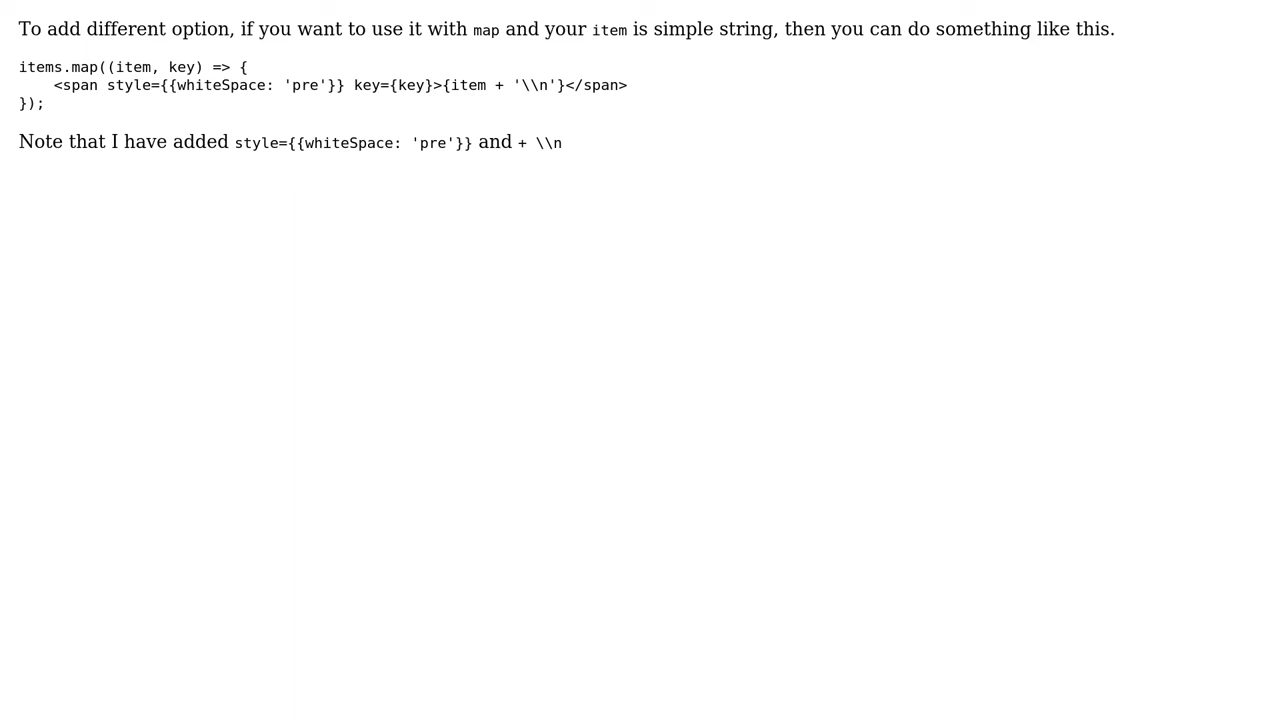 To add different option, if you want to use it with map and your item is simple string, then you can do something like this.
items.map((item, key) => {
    <span style={{whiteSpace: 'pre'}} key={key}>{item + '\\n'}</span>
});
Note that I have added style={{whiteSpace: 'pre'}} and + \\n